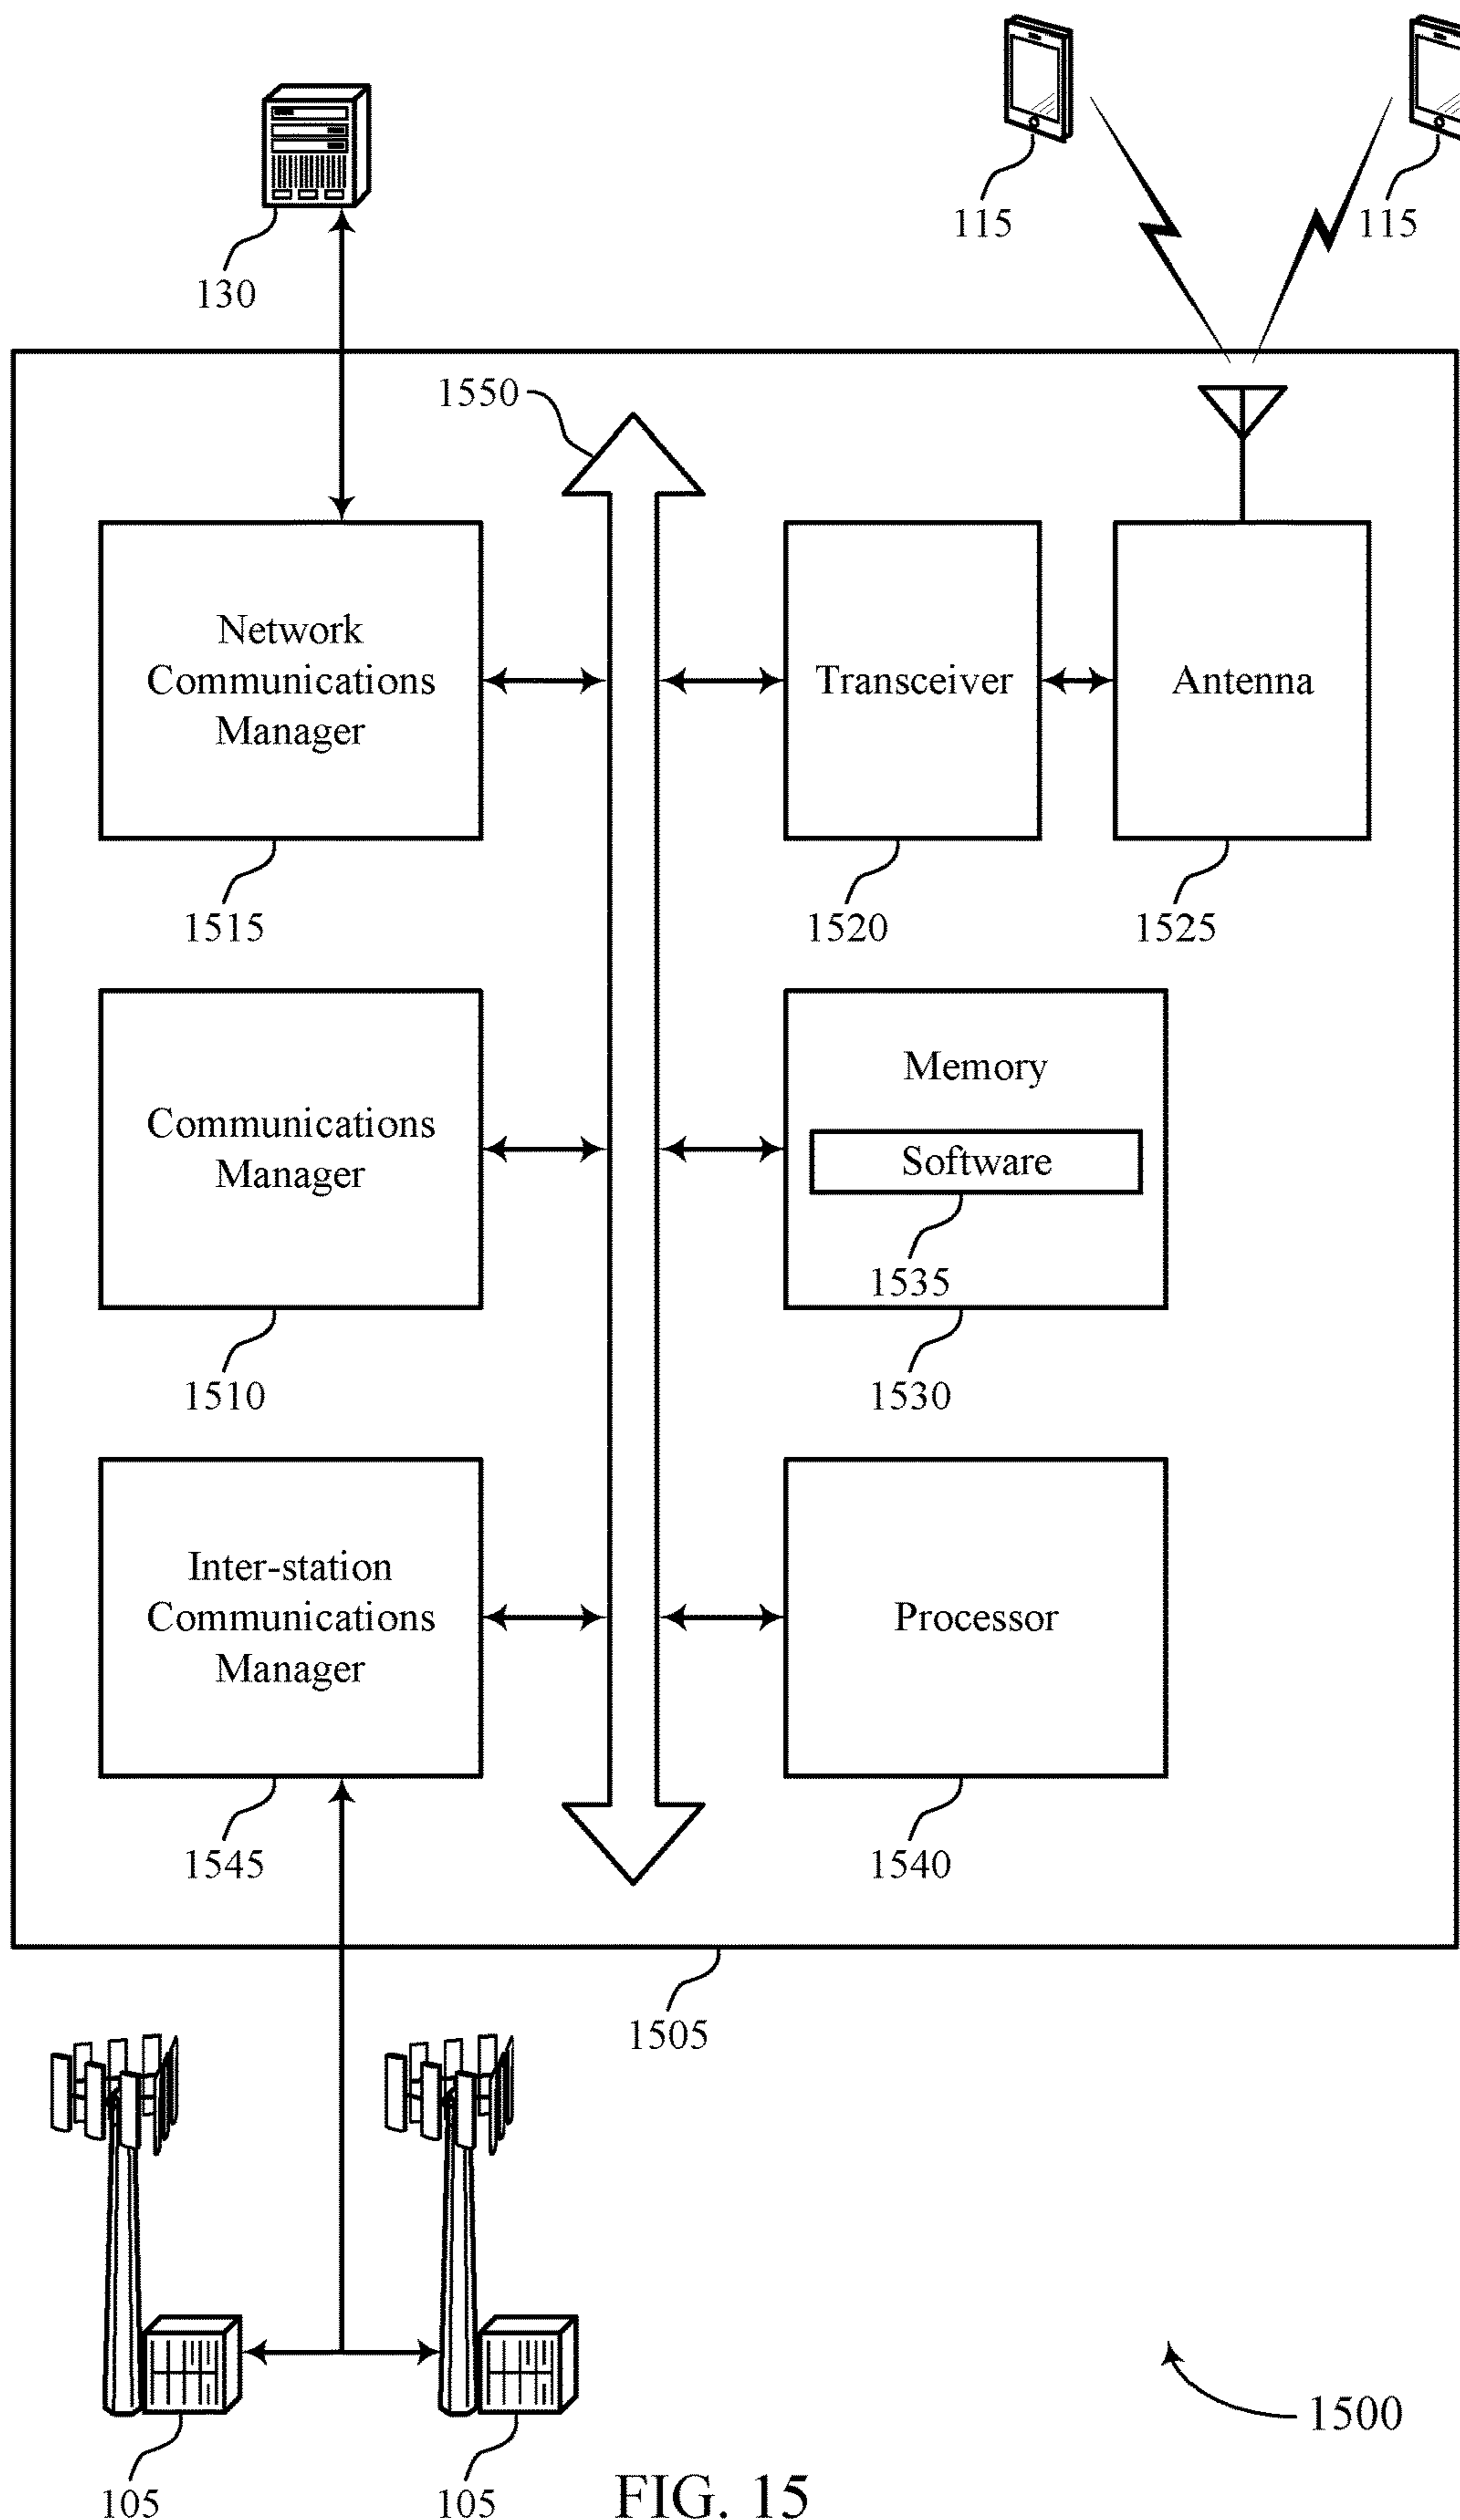 115
115
130
1550
Network
Communications
Manager
Transceiver
Antenna
1515
1520
1525
Communications
Manager
Memory
Software
1535
1510
1530
Inter-station
Communications
Manager
Processor
1545
1540
1505
1500
105
105
FIG. 15